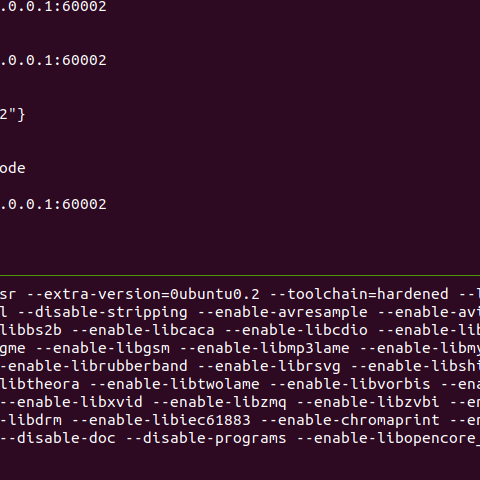 .0.0.1:60002
.0.0.1:60002
2"}
ode
.0.0.1:60002
sr --extra-version=0ubuntu0.2 --toolchain=hardened --l
l --disable-stripping --enable-avresample --enable-avi
libbs2b --enable-libcaca --enable-libcdio --enable-lib
gme --enable-libgsm --enable-libmp3lame --enable-libmy
-enable-librubberband --enable-librsvg --enable-libshi
libtheora --enable-libtwolame --enable-libvorbis --ena
--enable-libxvid --enable-libzmq --enable-libzvbi --en
-libdrm --enable-libiec61883 --enable-chromaprint --en
--disable-doc --disable-programs --enable-libopencore_